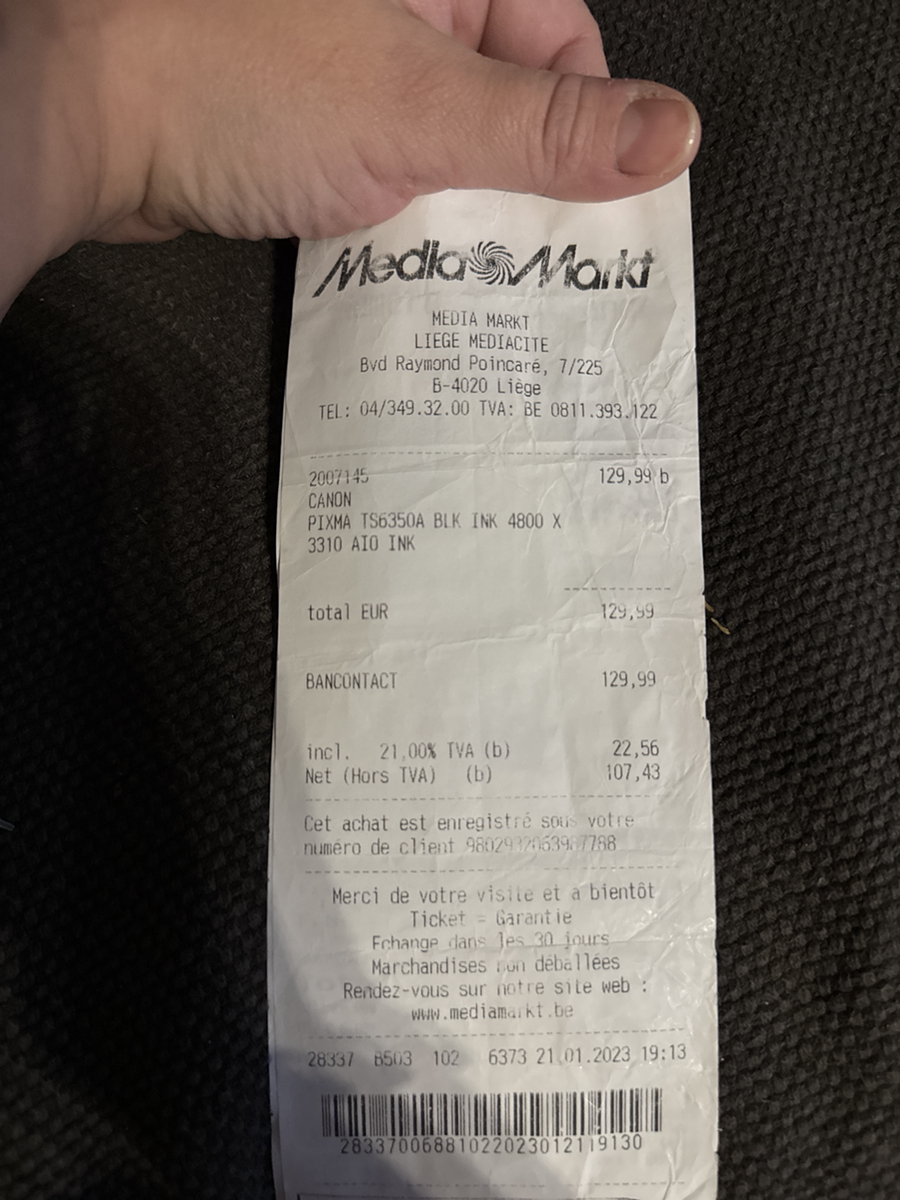 Media Markt
MEDIA MARKT
LIEGE MEDIACITE
Bvd Raymond Poincaré, 7/225
B-4020 Liège
TEL: 04/349.32.00 TVA: BE 0811.393.122
2007145 129,99 b
CANON
PIXMA TS6350A BLK INK 4800 X
3310 AIO INK
total EUR 129,99
BANCONTACT 129,99
incl. 21,00% TVA (b) 22,56
Net (Hors TVA) (b) 107,43
Cet achat est enregistré sous votre
numéro de client
Merci de votre visite et a bientôt
Ticket = Garantie
Echange dans les 30 jours
Marchandises non déballées
Rendez-vous sur notre site web :
www.mediamarkt.be
28337 B503 102 6373 21.01.2023 19:13
2833700688102202301211​9130